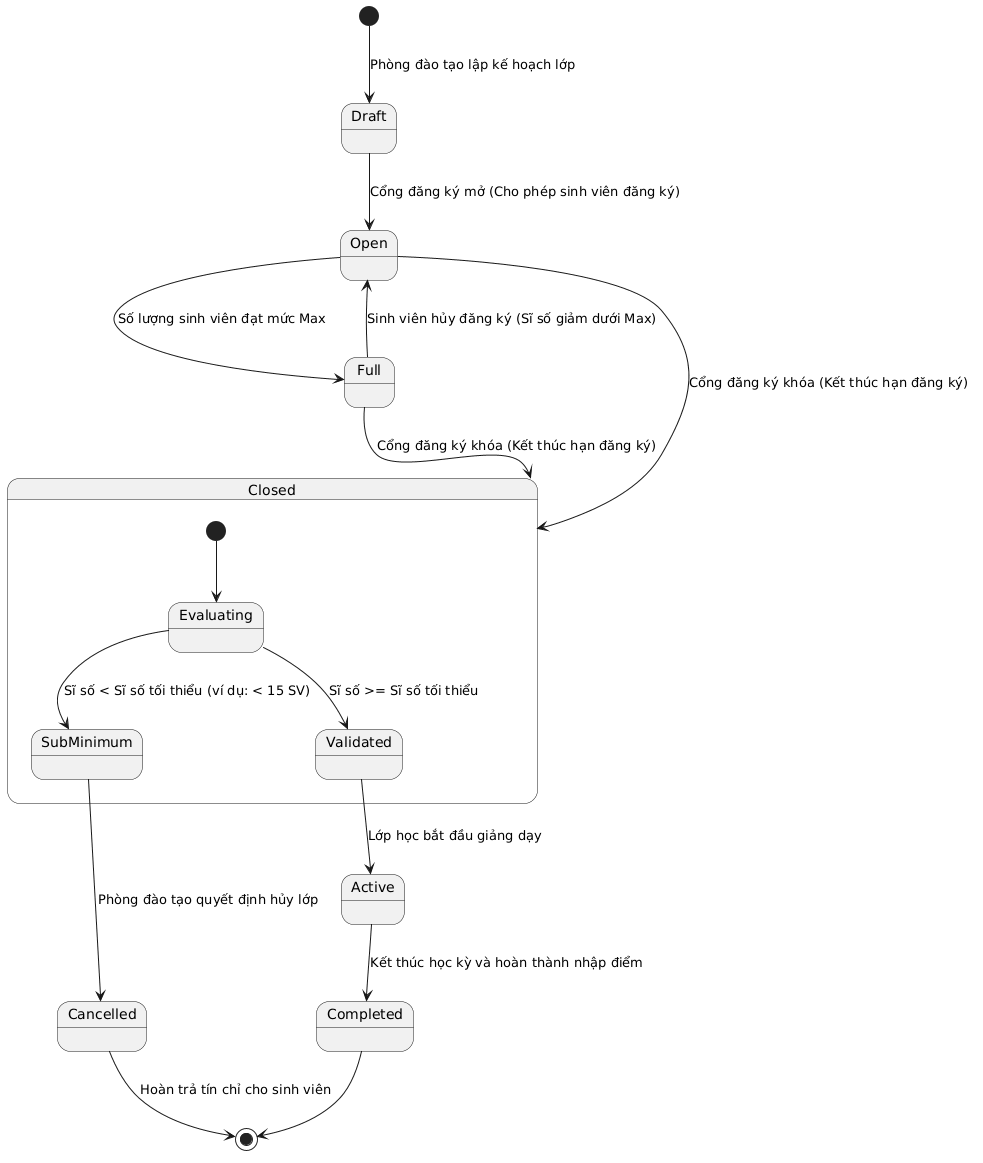 Phòng đào tạo lập kế hoạch lớp
Draft
Cổng đăng ký mở (Cho phép sinh viên đăng ký)
Open
Số lượng sinh viên đạt mức Max
Sinh viên hủy đăng ký (Sĩ số giảm dưới Max)
Full
Cổng đăng ký khóa (Kết thúc hạn đăng ký)
Cổng đăng ký khóa (Kết thúc hạn đăng ký)
Closed
Evaluating
Sĩ số < Sĩ số tối thiểu (ví dụ: < 15 SV)
Sĩ số >= Sĩ số tối thiểu
SubMinimum
Validated
Lớp học bắt đầu giảng dạy
Active
Phòng đào tạo quyết định hủy lớp
Kết thúc học kỳ và hoàn thành nhập điểm
Cancelled
Completed
Hoàn trả tín chỉ cho sinh viên